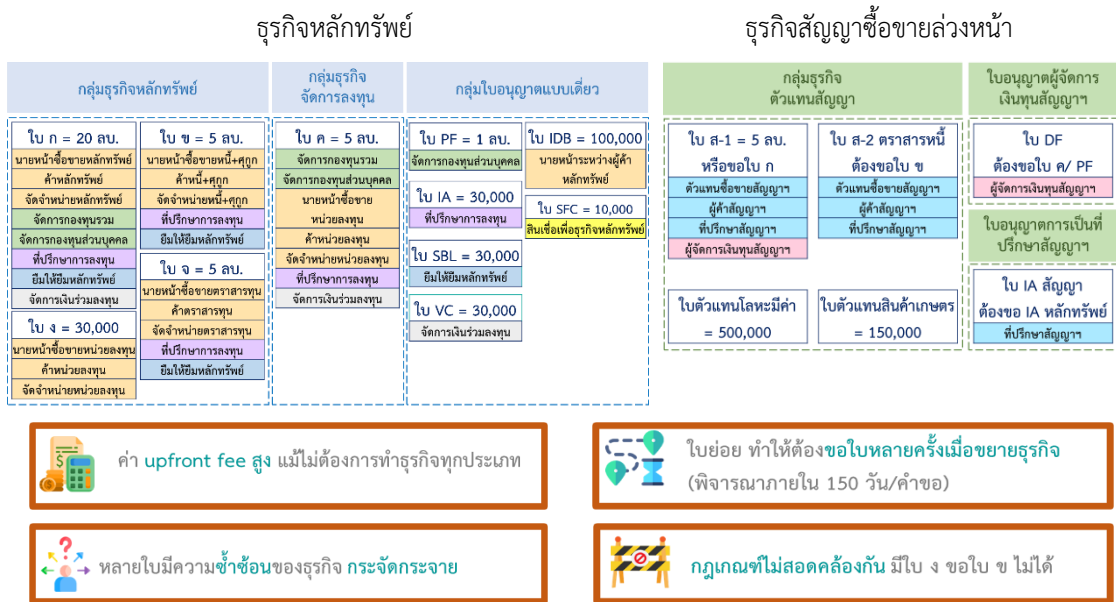 ธุรกิจหลักทรัพย์
กลุ่มธุรกิจหลักทรัพย์
ใบ ก = 20 ลบ.
นายหน้าซื้อขายหลักทรัพย์
ค้าหลักทรัพย์
จัดจำหน่ายหลักทรัพย์
จัดการกองทุนรวม
จัดการกองทุนส่วนบุคคล
ที่ปรึกษาการลงทุน
ยืมให้ยืมหลักทรัพย์
จัดการเงินร่วมลงทุน
ใบ ง = 30,000
นายหน้าซื้อขายหน่วยลงทุน
ค้าหน่วยลงทุน
จัดจำหน่ายหน่วยลงทุน
ใบ ข = 5 ลบ.
นายหน้าซื้อขายหนี้+ศุกูก
ค้าหนี้+ศุกูก
จัดจำหน่ายหนี้+ศุกูก
ที่ปรึกษาการลงทุน
ยืมให้ยืมหลักทรัพย์
ใบ จ = 5 ลบ.
นายหน้าซื้อขายตราสารทุน
ค้าตราสารทุน
จัดจำหน่ายตราสารทุน
ที่ปรึกษาการลงทุน
ยืมให้ยืมหลักทรัพย์
กลุ่มธุรกิจ
จัดการลงทุน
ใบ ค = 5 ลบ.
จัดการกองทุนรวม
จัดการกองทุนส่วนบุคคล
นายหน้าซื้อขาย
หน่วยลงทุน
ค้าหน่วยลงทุน
จัดจำหน่ายหน่วยลงทุน
ที่ปรึกษาการลงทุน
จัดการเงินร่วมลงทุน
กลุ่มใบอนุญาตแบบเดี่ยว
ใบ PF = 1 ลบ.
จัดการกองทุนส่วนบุคคล
ใบ IA = 30,000
ที่ปรึกษาการลงทุน
ใบ SBL = 30,000
ยืมให้ยืมหลักทรัพย์
ใบ VC = 30,000
จัดการเงินร่วมลงทุน
ใบ IDB = 100,000
นายหน้าระหว่างผู้ค้า
หลักทรัพย์
ใบ SFC = 10,000
สินเชื่อเพื่อธุรกิจหลักทรัพย์
ธุรกิจสัญญาซื้อขายล่วงหน้า
กลุ่มธุรกิจ
ตัวแทนสัญญา
ใบ ส-1 = 5 ลบ.
หรือขอใบ ก
ตัวแทนซื้อขายสัญญาฯ
ผู้ค้าสัญญาฯ
ที่ปรึกษาสัญญาฯ
ผู้จัดการเงินทุนสัญญาฯ
ใบ ส-2 ตราสารหนี้
ต้องขอใบ ข
ตัวแทนซื้อขายสัญญาฯ
ผู้ค้าสัญญาฯ
ที่ปรึกษาสัญญาฯ
ใบตัวแทนโลหะมีค่า
= 500,000
ใบตัวแทนสินค้าเกษตร
= 150,000
ใบอนุญาตผู้จัดการ
เงินทุนสัญญาฯ
ใบ DF
ต้องขอใบ ค/ PF
ผู้จัดการเงินทุนสัญญาฯ
ใบอนุญาตการเป็นที่
ปรึกษาสัญญาฯ
ใบ IA สัญญา
ต้องขอ IA หลักทรัพย์
ที่ปรึกษาสัญญาฯ
ค่า upfront fee สูง แม้ไม่ต้องการทำธุรกิจทุกประเภท
ใบย่อย ทำให้ต้องขอใบหลายครั้งเมื่อขยายธุรกิจ
(พิจารณาภายใน 150 วัน/คำขอ)
หลายใบมีความซ้ำซ้อนของธุรกิจ กระจัดกระจาย
กฎเกณฑ์ไม่สอดคล้องกัน มีใบ ง ขอใบ ข ไม่ได้